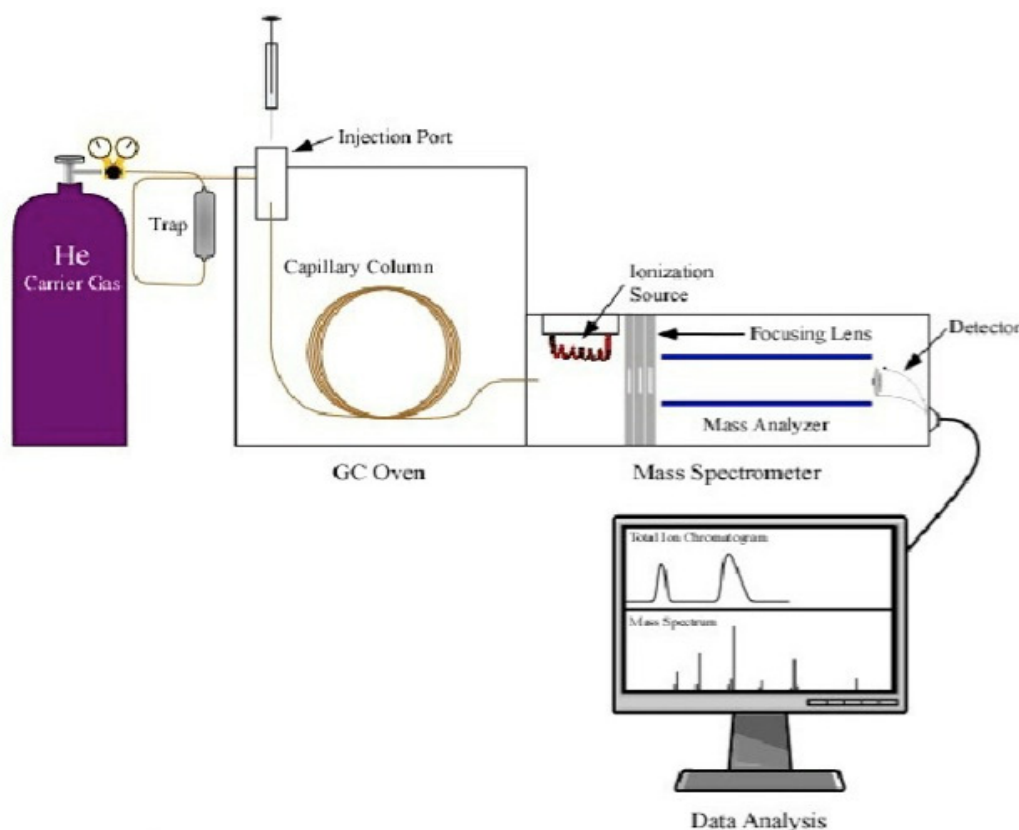 Injection Port
Trap
He
Carrier Gas
Capillary Column
Ionization
Source
Focusing Lens
Detector
Mass Analyzer
GC Oven
Mass Spectrometer
Total Ion Chromatogram
Mass Spectrum
Data Analysis